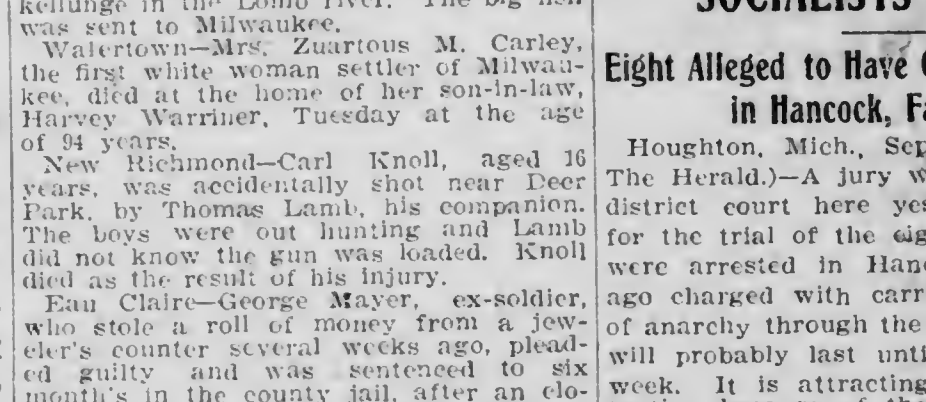 kellunge in the Lomb river. The big fish
was sent to Milwaukee.
Watertown—Mrs. Zuartous M. Carley,
the first white woman settler of Milwau-
kee, died at the home of her son-in-law,
Harvey Warriner, Tuesday at the age
of 94 years.
New Richmond—Carl Knoll, aged 16
years, was accidentally shot near Deer
Park, by Thomas Lamb, his companion.
The boys were out hunting and Lamb
did not know the gun was loaded. Knoll
died as the result of his injury.
Eau Claire—George Mayer, ex-soldier,
who stole a roll of money from a jew-
eler's counter several weeks ago, plead-
ed guilty and was sentenced to six
month's in the county jail, after an elo-
SOCIALISTS
Eight Alleged to Have
in Hancock, Fa
Houghton, Mich., Sep
The Herald.)—A jury w
district court here yes
for the trial of the eig
were arrested in Han
ago charged with carr
of anarchy through the
will probably last unti
week. It is attracting